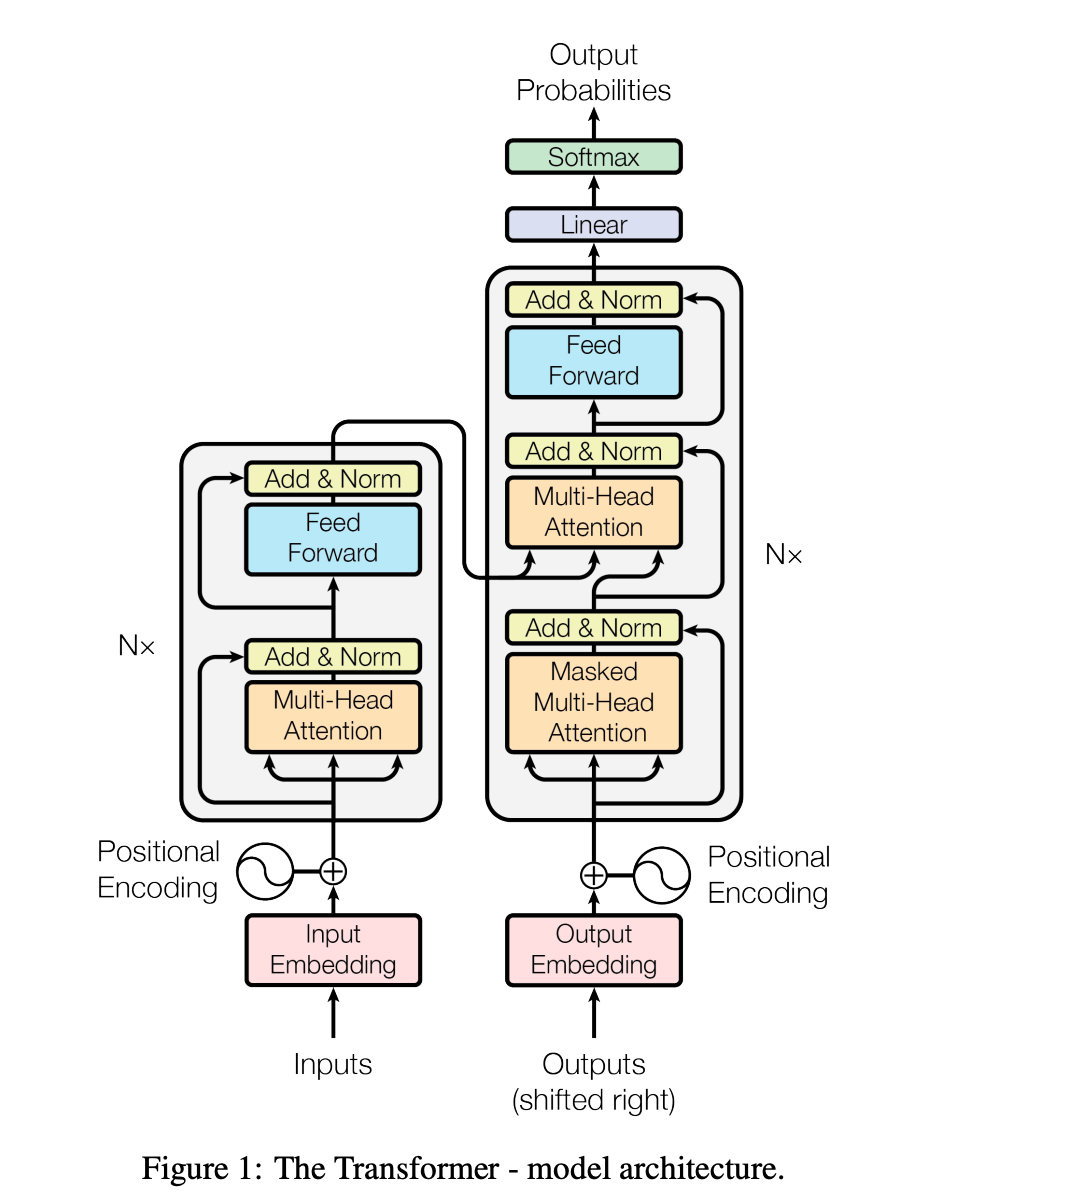 Output
Probabilities
Softmax
Linear
Add & Norm
Feed
Forward
Add & Norm
Multi-Head
Attention
N×
Add & Norm
Masked
Multi-Head
Attention
Add & Norm
Feed
Forward
N×
Add & Norm
Multi-Head
Attention
Positional
Encoding
Positional
Encoding
Input
Embedding
Output
Embedding
Inputs
Outputs
(shifted right)
Figure 1: The Transformer - model architecture.